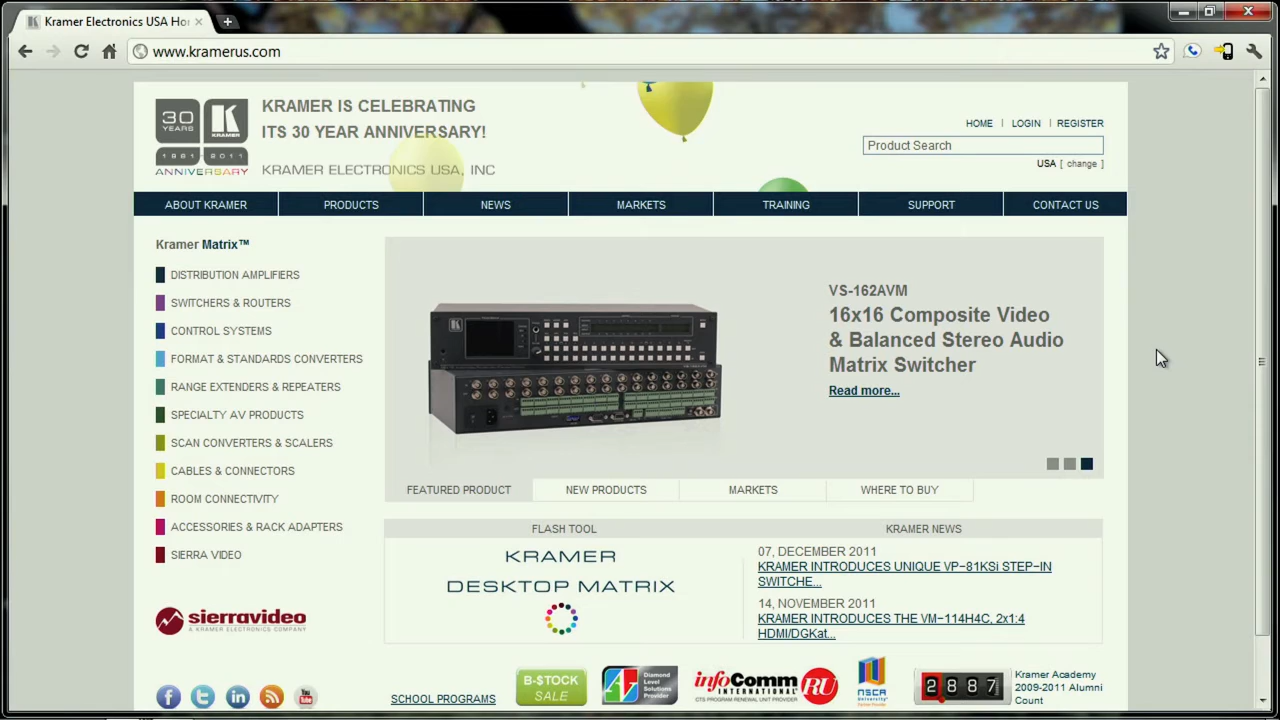 Kramer Electronics USA Ho
www.kramerus.com
30
YEARS
K
KRAMER
1981 2011
ANNIVERSARY
KRAMER IS CELEBRATING
ITS 30 YEAR ANNIVERSARY!
KRAMER ELECTRONICS USA, INC
HOME | LOGIN | REGISTER
Product Search
USA [ change ]
ABOUT KRAMER PRODUCTS NEWS MARKETS TRAINING SUPPORT CONTACT US
Kramer Matrix™
DISTRIBUTION AMPLIFIERS
SWITCHERS & ROUTERS
CONTROL SYSTEMS
FORMAT & STANDARDS CONVERTERS
RANGE EXTENDERS & REPEATERS
SPECIALTY AV PRODUCTS
SCAN CONVERTERS & SCALERS
CABLES & CONNECTORS
ROOM CONNECTIVITY
ACCESSORIES & RACK ADAPTERS
SIERRA VIDEO
VS-162AVM
16x16 Composite Video
& Balanced Stereo Audio
Matrix Switcher
Read more...
FEATURED PRODUCT NEW PRODUCTS MARKETS WHERE TO BUY
FLASH TOOL
KRAMER
DESKTOP MATRIX
KRAMER NEWS
07, DECEMBER 2011
KRAMER INTRODUCES UNIQUE VP-81KSi STEP-IN
SWITCHE...
14, NOVEMBER 2011
KRAMER INTRODUCES THE VM-114H4C, 2x1:4
HDMI/DGKat...
sierravideo
A KRAMER ELECTRONICS COMPANY
You
Tube
SCHOOL PROGRAMS
B-$TOCK
SALE
Diamond
Level
Solutions
Provider
infoComm
INTERNATIONAL
CTS PROGRAM RENEWAL UNIT PROVIDER
RU
NSCA
University
2887
Kramer Academy
2009-2011 Alumni
Count